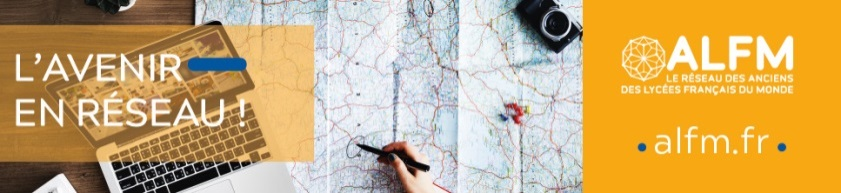 L'AVENIR
EN RÉSEAU !
ALFM
LE RÉSEAU DES ANCIENS
DES LYCÉES FRANÇAIS DU MONDE
• alfm.fr •